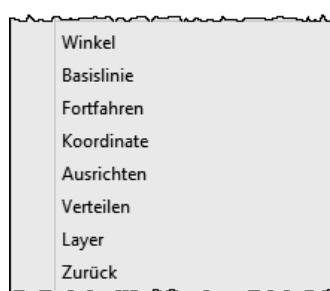 Winkel
Basislinie
Fortfahren
Koordinate
Ausrichten
Verteilen
Layer
Zurück